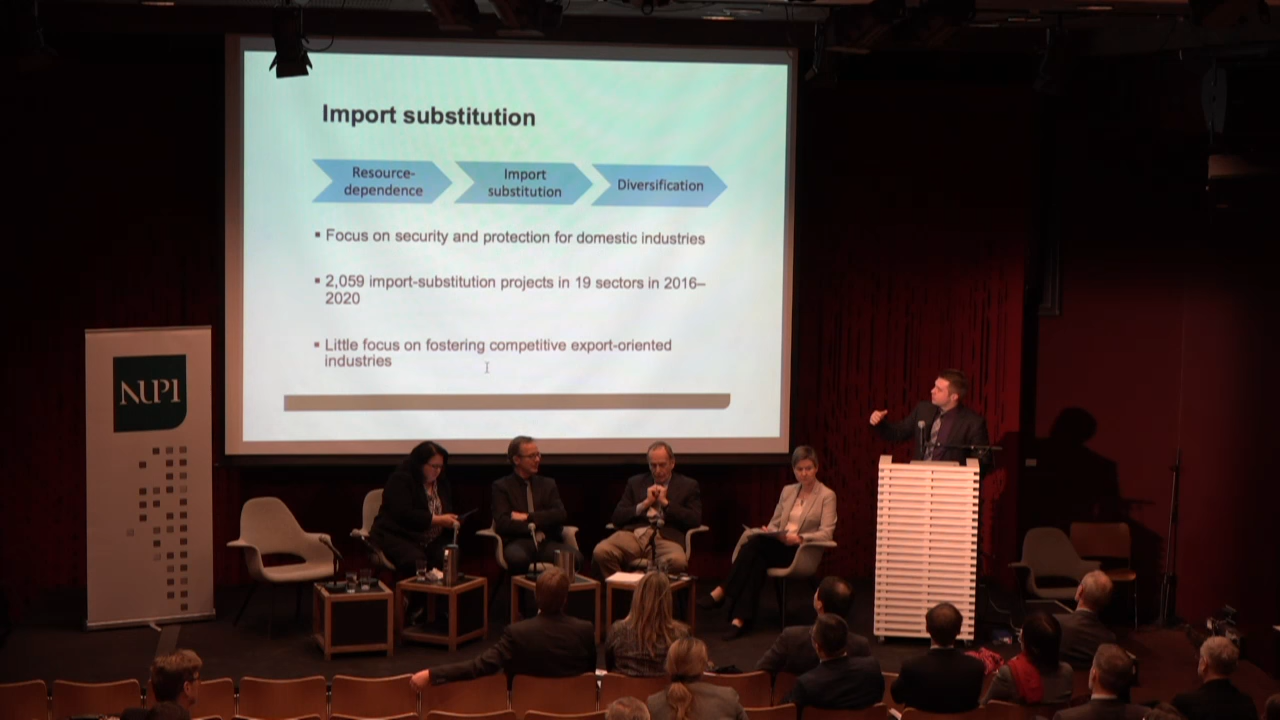 Import substitution
Resource-
dependence
Import
substitution
Diversification
▪ Focus on security and protection for domestic industries
▪ 2,059 import-substitution projects in 19 sectors in 2016–
2020
▪ Little focus on fostering competitive export-oriented
industries
NUPI